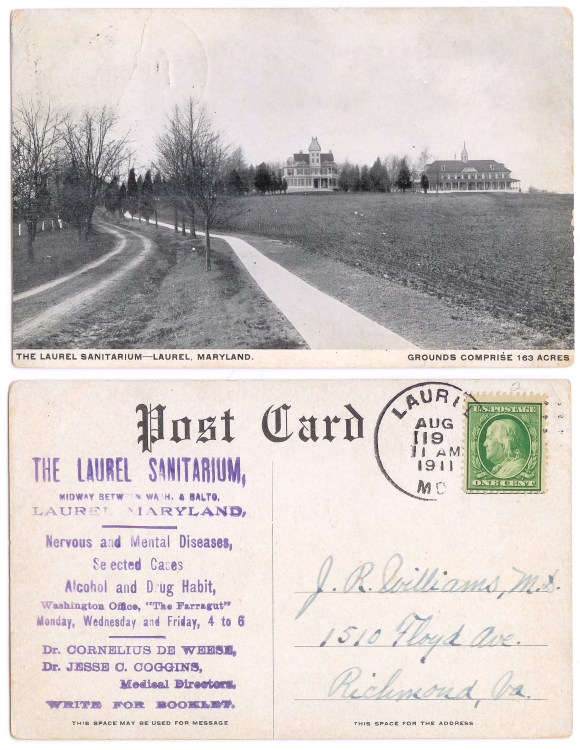 THE LAUREL SANITARIUM—LAUREL, MARYLAND. GROUNDS COMPRISE 163 ACRES
Post Card
THE LAUREL SANITARIUM,
MIDWAY BETWEEN WASH. & BALTO,
LAUREL MARYLAND,
Nervous and Mental Diseases,
Selected Cases
Alcohol and Drug Habit,
Washington Office, "The Farragut"
Monday, Wednesday and Friday, 4 to 6
Dr. CORNELIUS DE WEESE,
Dr. JESSE C. COGGINS,
Medical Directors.
WRITE FOR BOOKLET.
THIS SPACE MAY BE USED FOR MESSAGE
AUG
19
11 AM
1911
MD
U.S. POSTAGE
ONE CENT
J. R. Williams, M.D.
1510 Floyd Ave.
Richmond, Va.
THIS SPACE FOR THE ADDRESS